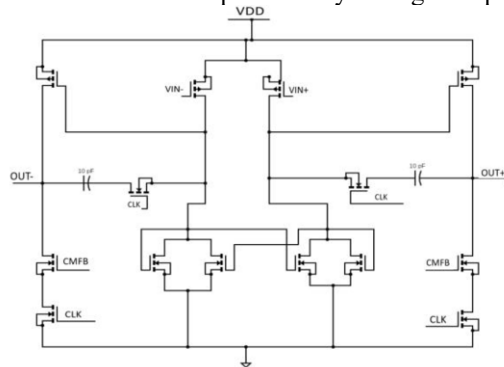 VDD
VIN-
VIN+
10 pF
10 pF
OUT-
OUT+
CLK
CLK
CMFB
CMFB
CLK
CLK